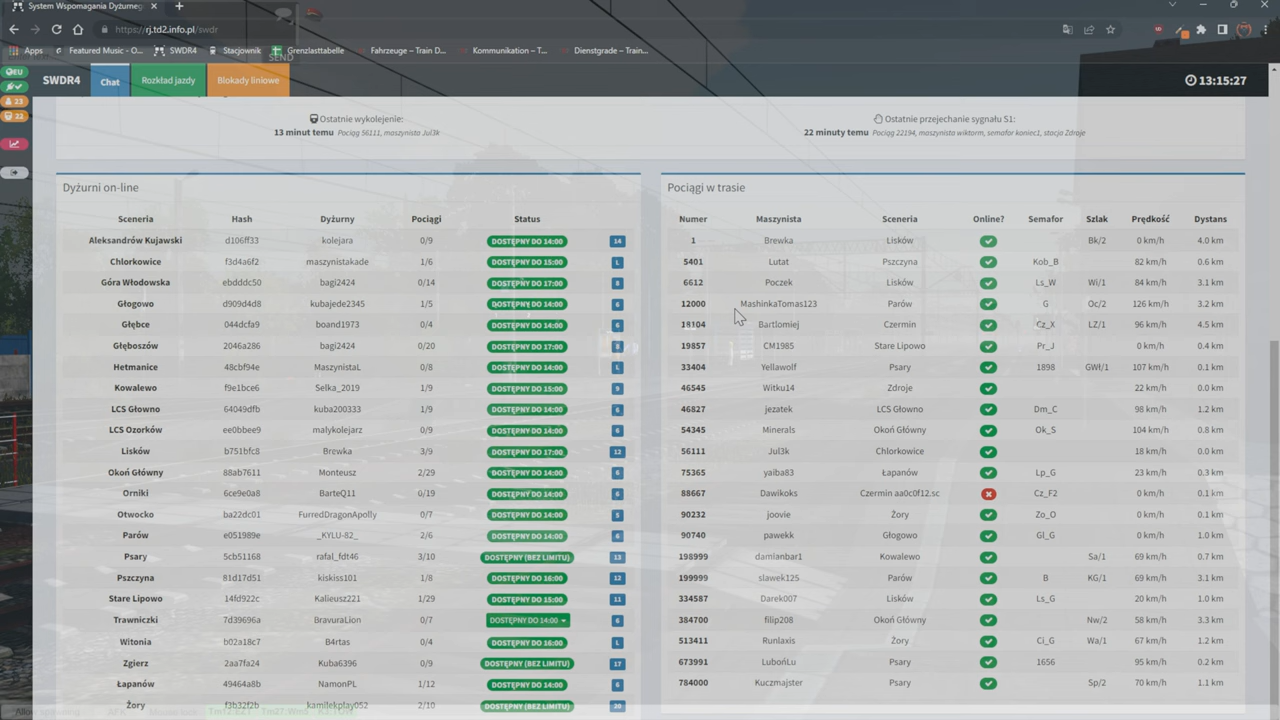 System Wspomagania Dyżurneg
https://rj.td2.info.pl/swdr
Apps Featured Music - O... SWDR4 Stacjownik Grenzlasttabelle Fahrzeuge – Train D... Kommunikation – T... Dienstgrade – Train...
SEND
EU
SWDR4 Chat Rozkład jazdy Blokady liniowe 13:15:27
23
22
Ostatnie wykolejenie:
13 minut temu Pociąg 56111, maszynista Jul3k
Ostatnie przejechanie sygnału S1:
22 minuty temu Pociąg 22194, maszynista wiktorm, semafor koniec1, stacja Zdroje
Dyżurni on-line
Sceneria Hash Dyżurny Pociągi Status
Aleksandrów Kujawski d106ff33 kolejara 0/9 DOSTĘPNY DO 14:00 14
Chlorkowice f3d4a6f2 maszynistakade 1/6 DOSTĘPNY DO 15:00 L
Góra Włodowska ebdddc50 bagi2424 0/14 DOSTĘPNY DO 17:00 8
Głogowo d909d4d8 kubajede2345 1/5 DOSTĘPNY DO 14:00 6
Głębce 044dcfa9 boand1973 0/4 DOSTĘPNY DO 14:00 6
Głęboszów 2046a286 bagi2424 0/20 DOSTĘPNY DO 17:00 8
Hetmanice 48cbf94e MaszynistaL 0/8 DOSTĘPNY DO 14:00 L
Kowalewo f9e1bce6 Selka_2019 1/9 DOSTĘPNY DO 15:00 9
LCS Głowno 64049dfb kuba200333 1/9 DOSTĘPNY DO 14:00 6
LCS Ozorków ee0bbee9 malykolejarz 0/9 DOSTĘPNY DO 14:00 6
Lisków b751bfc8 Brewka 3/9 DOSTĘPNY DO 17:00 12
Okoń Główny 88ab7611 Monteusz 2/29 DOSTĘPNY DO 14:00 6
Orniki 6ce9e0a8 BarteQ11 0/19 DOSTĘPNY DO 14:00 6
Otwocko ba22dc01 FurredDragonApolly 0/7 DOSTĘPNY DO 14:00 5
Parów e051989e _KYLU-82_ 2/6 DOSTĘPNY DO 14:00 6
Psary 5cb51168 rafal_fdt46 3/10 DOSTĘPNY (BEZ LIMITU) 13
Pszczyna 81d17d51 kiskiss101 1/8 DOSTĘPNY DO 16:00 12
Stare Lipowo 14fd922c Kalieusz221 1/29 DOSTĘPNY DO 15:00 11
Trawniczki 7d39696a BravuraLion 0/7 DOSTĘPNY DO 14:00 6
Witonia b02a18c7 B4rtas 0/4 DOSTĘPNY DO 16:00 L
Zgierz 2aa7fa24 Kuba6396 0/9 DOSTĘPNY (BEZ LIMITU) 17
Łapanów 49464a8b NamonPL 1/12 DOSTĘPNY DO 14:00 6
Żory f3b32f2b kamilekplay052 2/10 DOSTĘPNY (BEZ LIMITU) 20
Pociągi w trasie
Numer Maszynista Sceneria Online? Semafor Szlak Prędkość Dystans
1 Brewka Lisków Bk/2 0 km/h 4.0 km
5401 Lutat Pszczyna Kob_B 82 km/h 0.6 km
6612 Poczek Lisków Ls_W Wi/1 84 km/h 3.1 km
12000 MashinkaTomas123 Parów G Oc/2 126 km/h 3.2 km
18104 Bartlomiej Czermin Cz_X LZ/1 96 km/h 4.5 km
19857 CM1985 Stare Lipowo Pr_J 0 km/h 0.4 km
33404 Yellawolf Psary 1898 GWł/1 107 km/h 0.1 km
46545 Witku14 Zdroje 22 km/h 0.0 km
46827 jezatek LCS Głowno Dm_C 98 km/h 1.2 km
54345 Minerals Okoń Główny Ok_S 104 km/h 0.8 km
56111 Jul3k Chlorkowice 18 km/h 0.0 km
75365 yaiba83 Łapanów Lp_G 23 km/h 0.2 km
88667 Dawikoks Czermin aa0c0f12.sc Cz_F2 0 km/h 0.1 km
90232 joovie Żory Zo_O 0 km/h 0.1 km
90740 pawekk Głogowo Gl_G 0 km/h 1.0 km
198999 damianbar1 Kowalewo Sa/1 69 km/h 3.1 km
199999 slawek125 Parów B KG/1 69 km/h 3.1 km
334587 Darek007 Lisków Ls_G 20 km/h 0.1 km
384700 filip208 Okoń Główny Nw/2 58 km/h 3.3 km
513411 Runlaxis Żory Ci_G Wa/1 67 km/h 0.1 km
673991 LubońLu Psary 1656 95 km/h 0.2 km
784000 Kuczmajster Psary Sp/2 70 km/h 3.1 km